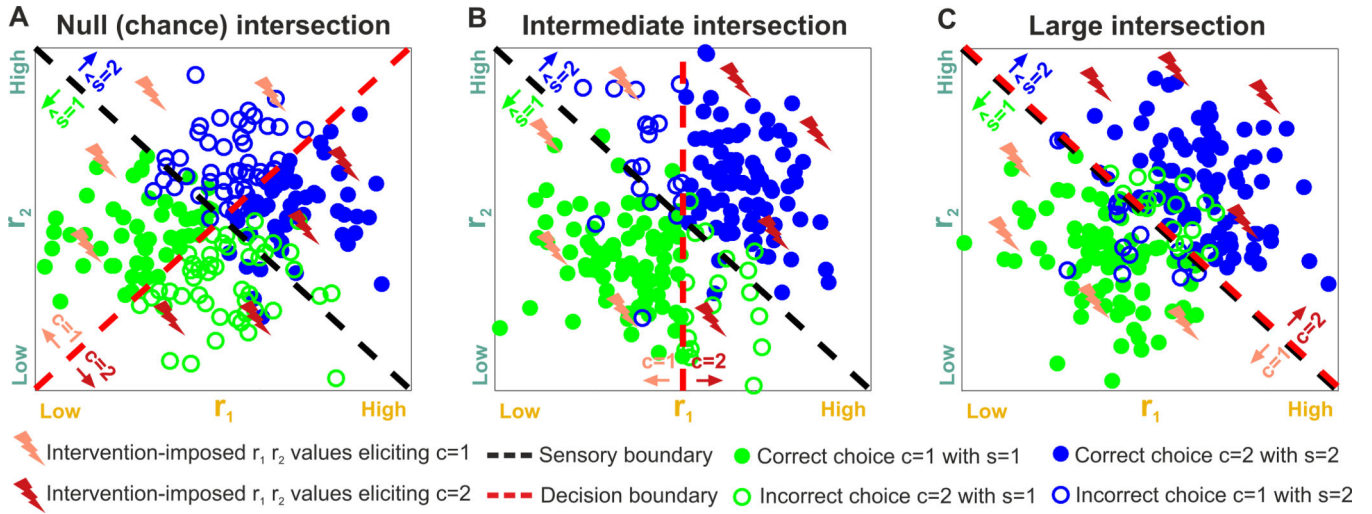 A Null (chance) intersection
B Intermediate intersection
C Large intersection
High
r2
Low
ŝ=2
ŝ=1
c=1
c=2
Low
r1
High
High
r2
Low
ŝ=2
ŝ=1
c=1
c=2
Low
r1
High
High
r2
Low
ŝ=2
ŝ=1
c=2
c=1
Low
r1
High
Intervention-imposed r1 r2 values eliciting c=1
Sensory boundary
Correct choice c=1 with s=1
Correct choice c=2 with s=2
Intervention-imposed r1 r2 values eliciting c=2
Decision boundary
Incorrect choice c=2 with s=1
Incorrect choice c=1 with s=2